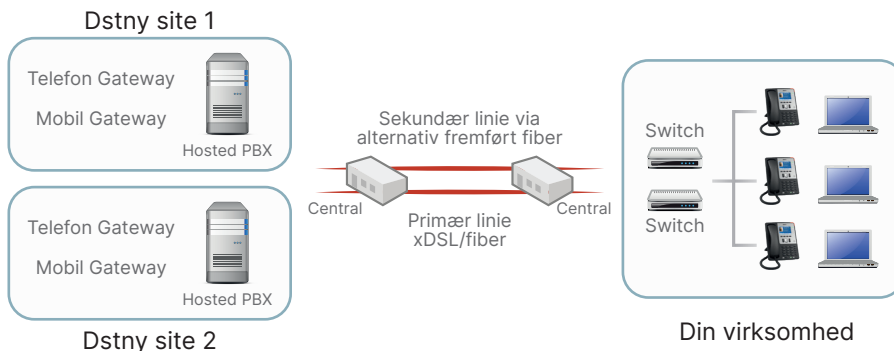 Dstny site 1
Telefon Gateway
Mobil Gateway
Hosted PBX
Telefon Gateway
Mobil Gateway
Hosted PBX
Dstny site 2
Sekundær linie via
alternativ fremført fiber
Central
Central
Primær linie
xDSL/fiber
Switch
Switch
Din virksomhed